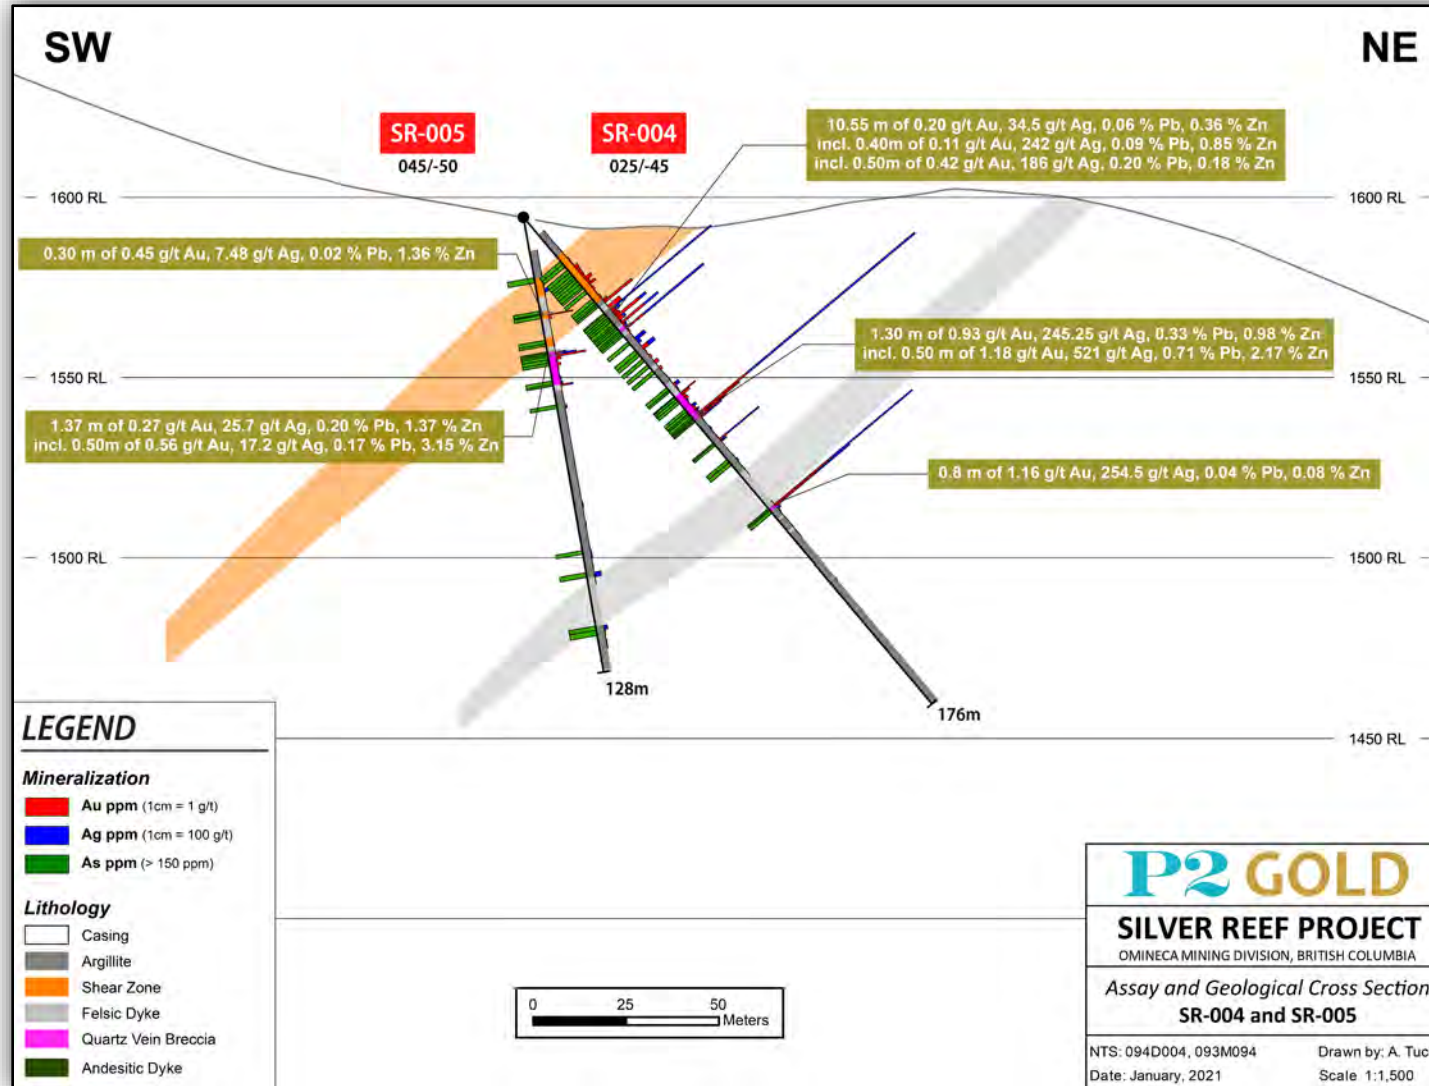 SW
NE
SR-005
045/-50
SR-004
025/-45
10.55 m of 0.20 g/t Au, 34.5 g/t Ag, 0.06 % Pb, 0.36 % Zn
incl. 0.40m of 0.11 g/t Au, 242 g/t Ag, 0.09 % Pb, 0.85 % Zn
incl. 0.50m of 0.42 g/t Au, 186 g/t Ag, 0.20 % Pb, 0.18 % Zn
1600 RL
1600 RL
0.30 m of 0.45 g/t Au, 7.48 g/t Ag, 0.02 % Pb, 1.36 % Zn
1.30 m of 0.93 g/t Au, 245.25 g/t Ag, 0.33 % Pb, 0.98 % Zn
incl. 0.50 m of 1.18 g/t Au, 521 g/t Ag, 0.71 % Pb, 2.17 % Zn
1550 RL
1550 RL
1.37 m of 0.27 g/t Au, 25.7 g/t Ag, 0.20 % Pb, 1.37 % Zn
incl. 0.50m of 0.56 g/t Au, 17.2 g/t Ag, 0.17 % Pb, 3.15 % Zn
0.8 m of 1.16 g/t Au, 254.5 g/t Ag, 0.04 % Pb, 0.08 % Zn
1500 RL
1500 RL
128m
176m
1450 RL
LEGEND
Mineralization
Au ppm (1cm = 1 g/t)
Ag ppm (1cm = 100 g/t)
As ppm (> 150 ppm)
Lithology
Casing
Argillite
Shear Zone
Felsic Dyke
Quartz Vein Breccia
Andesitic Dyke
0 25 50
Meters
P2 GOLD
SILVER REEF PROJECT
OMINECA MINING DIVISION, BRITISH COLUMBIA
Assay and Geological Cross Section
SR-004 and SR-005
NTS: 094D004, 093M094
Drawn by: A. Tuc
Date: January, 2021
Scale 1:1,500